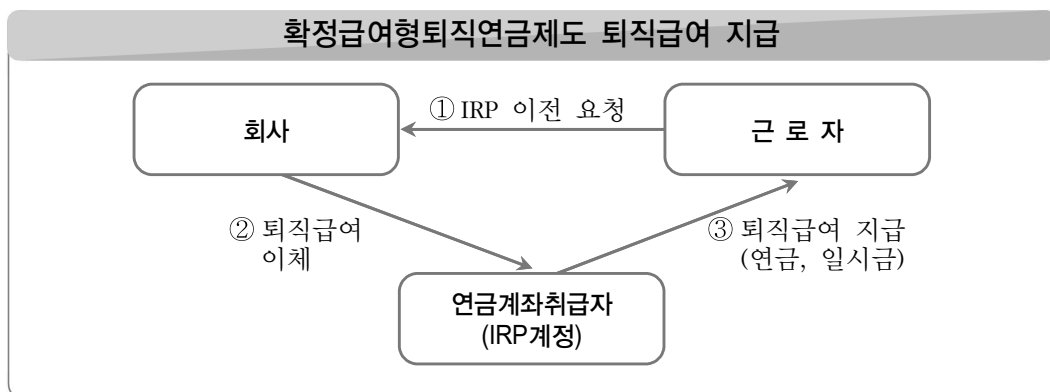 확정급여형퇴직연금제도 퇴직급여 지급
회사
① IRP 이전 요청
근 로 자
② 퇴직급여
이체
③ 퇴직급여 지급
(연금, 일시금)
연금계좌취급자
(IRP계정)